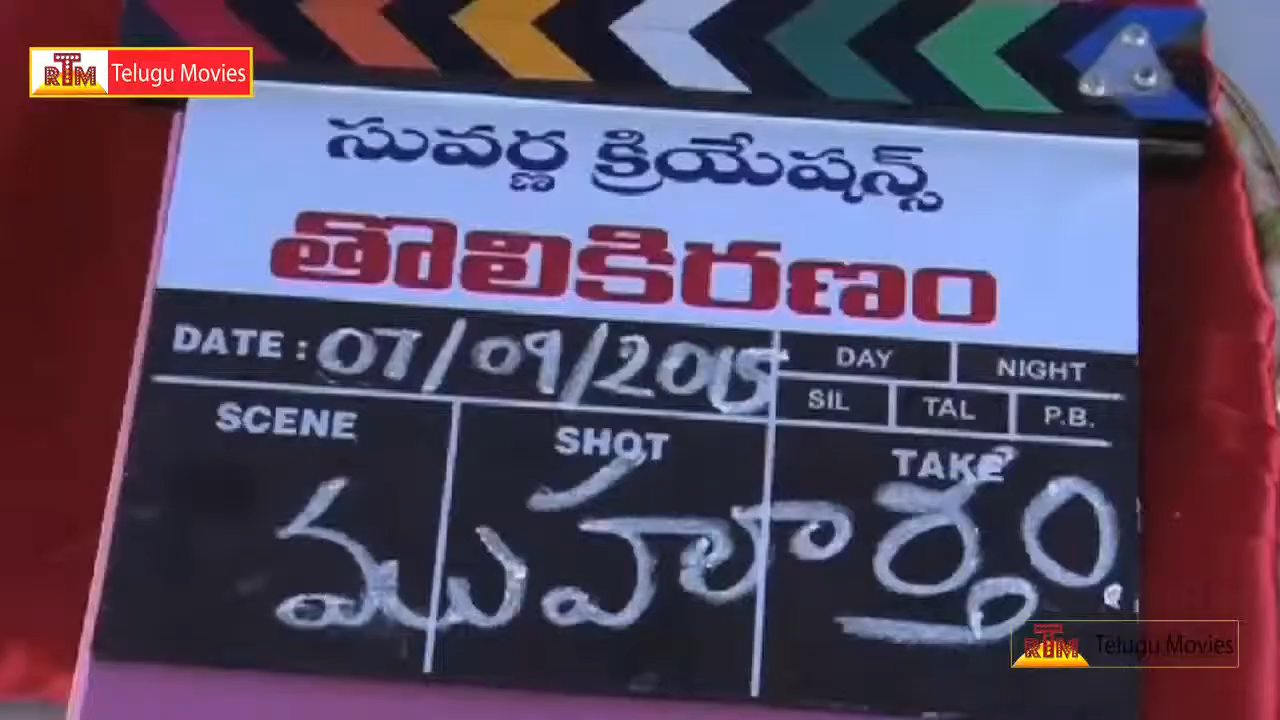 RTM Telugu Movies
సువర్ణ క్రియేషన్స్
తొలికిరణం
DATE : 07/09/2015 DAY NIGHT
SIL TAL P.B.
SCENE SHOT TAKE
ముహూర్తం.
RTM Telugu Movies